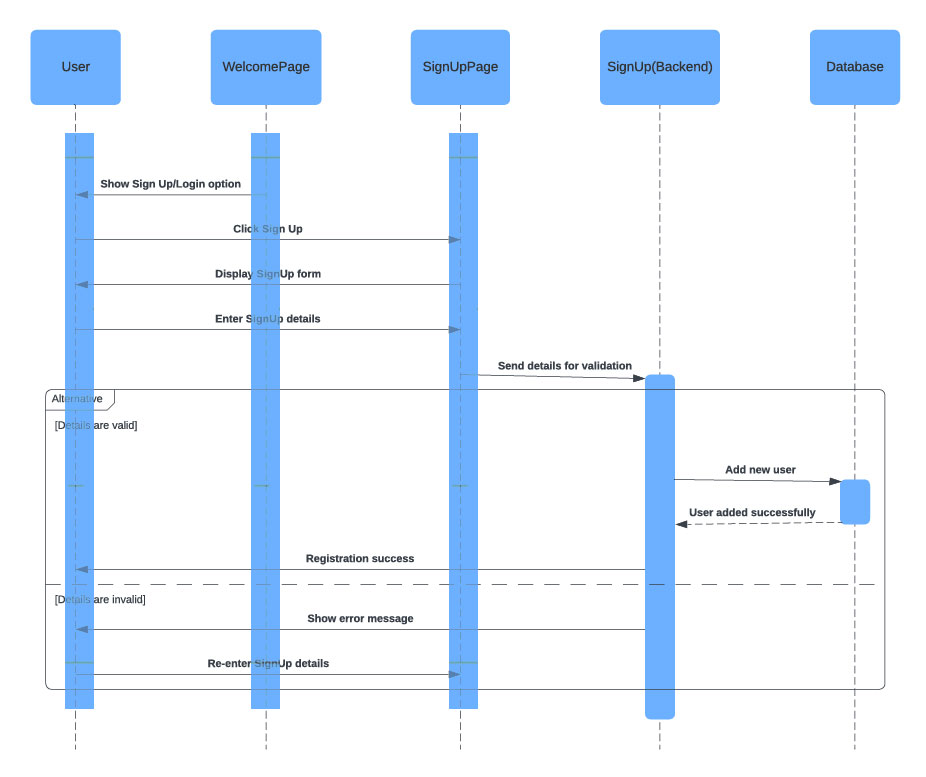 User
WelcomePage
SignUpPage
SignUp(Backend)
Database
Show Sign Up/Login option
Click Sign Up
Display SignUp form
Enter SignUp details
Send details for validation
Alternative
[Details are valid]
Add new user
User added successfully
Registration success
[Details are invalid]
Show error message
Re-enter SignUp details